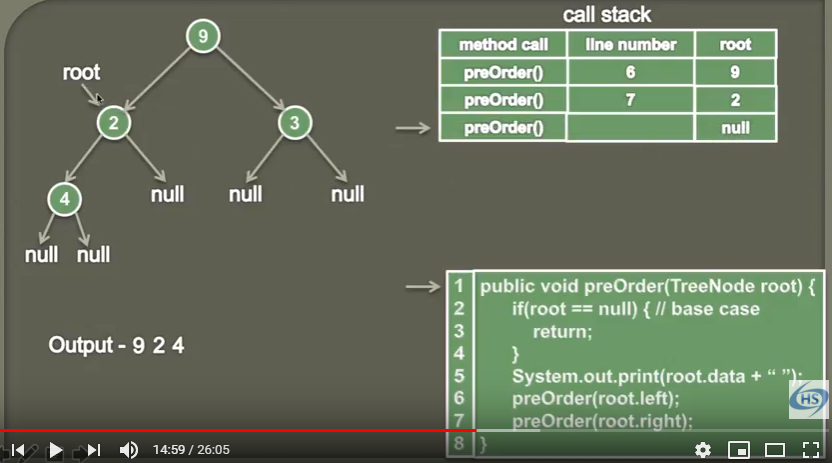 call stack
method call line number root
preOrder() 6 9
preOrder() 7 2
preOrder() null
9
root
2
3
4
null
null
null
null
null
Output - 9 2 4
1 public void preOrder(TreeNode root) {
2 if(root == null) { // base case
3 return;
4 }
5 System.out.print(root.data + “ ”);
6 preOrder(root.left);
7 preOrder(root.right);
8 }
HS
14:59 / 26:05